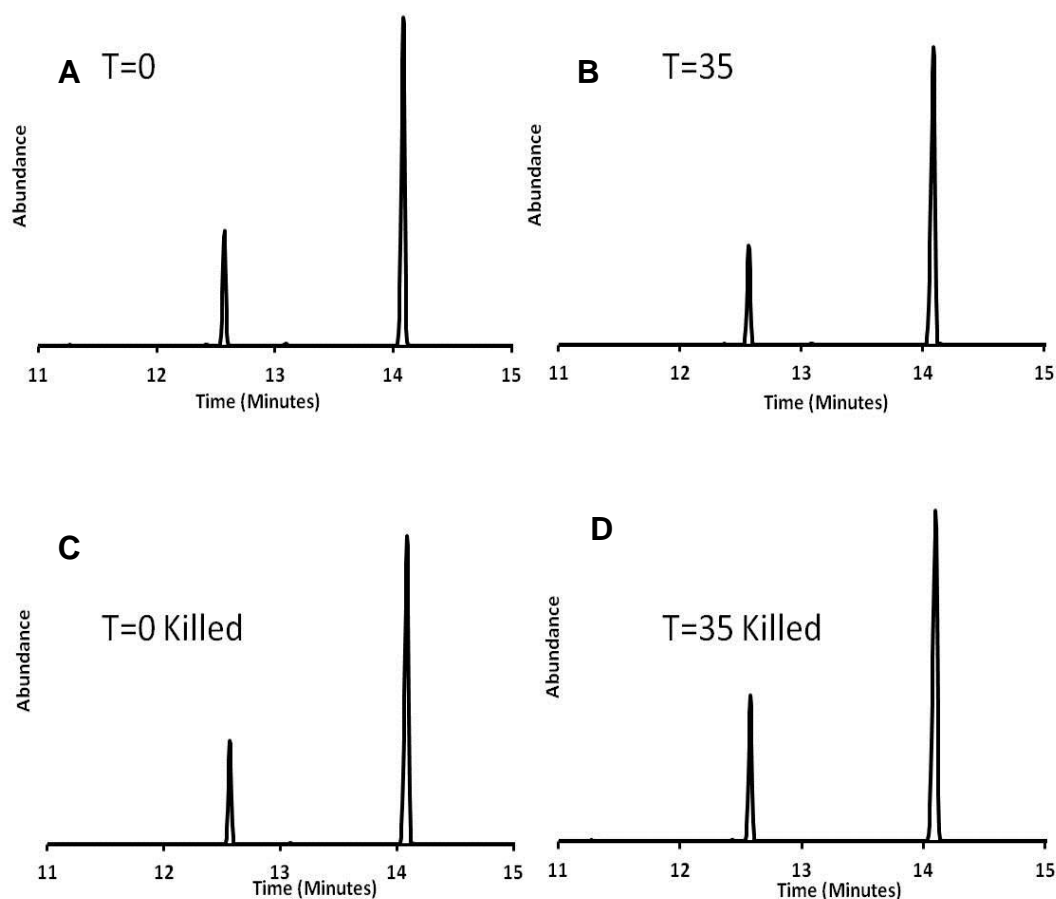 A T=0
Abundance
11 12 13 14 15
Time (Minutes)
B T=35
Abundance
11 12 13 14 15
Time (Minutes)
C
T=0 Killed
Abundance
11 12 13 14 15
Time (Minutes)
D
T=35 Killed
Abundance
11 12 13 14 15
Time (Minutes)